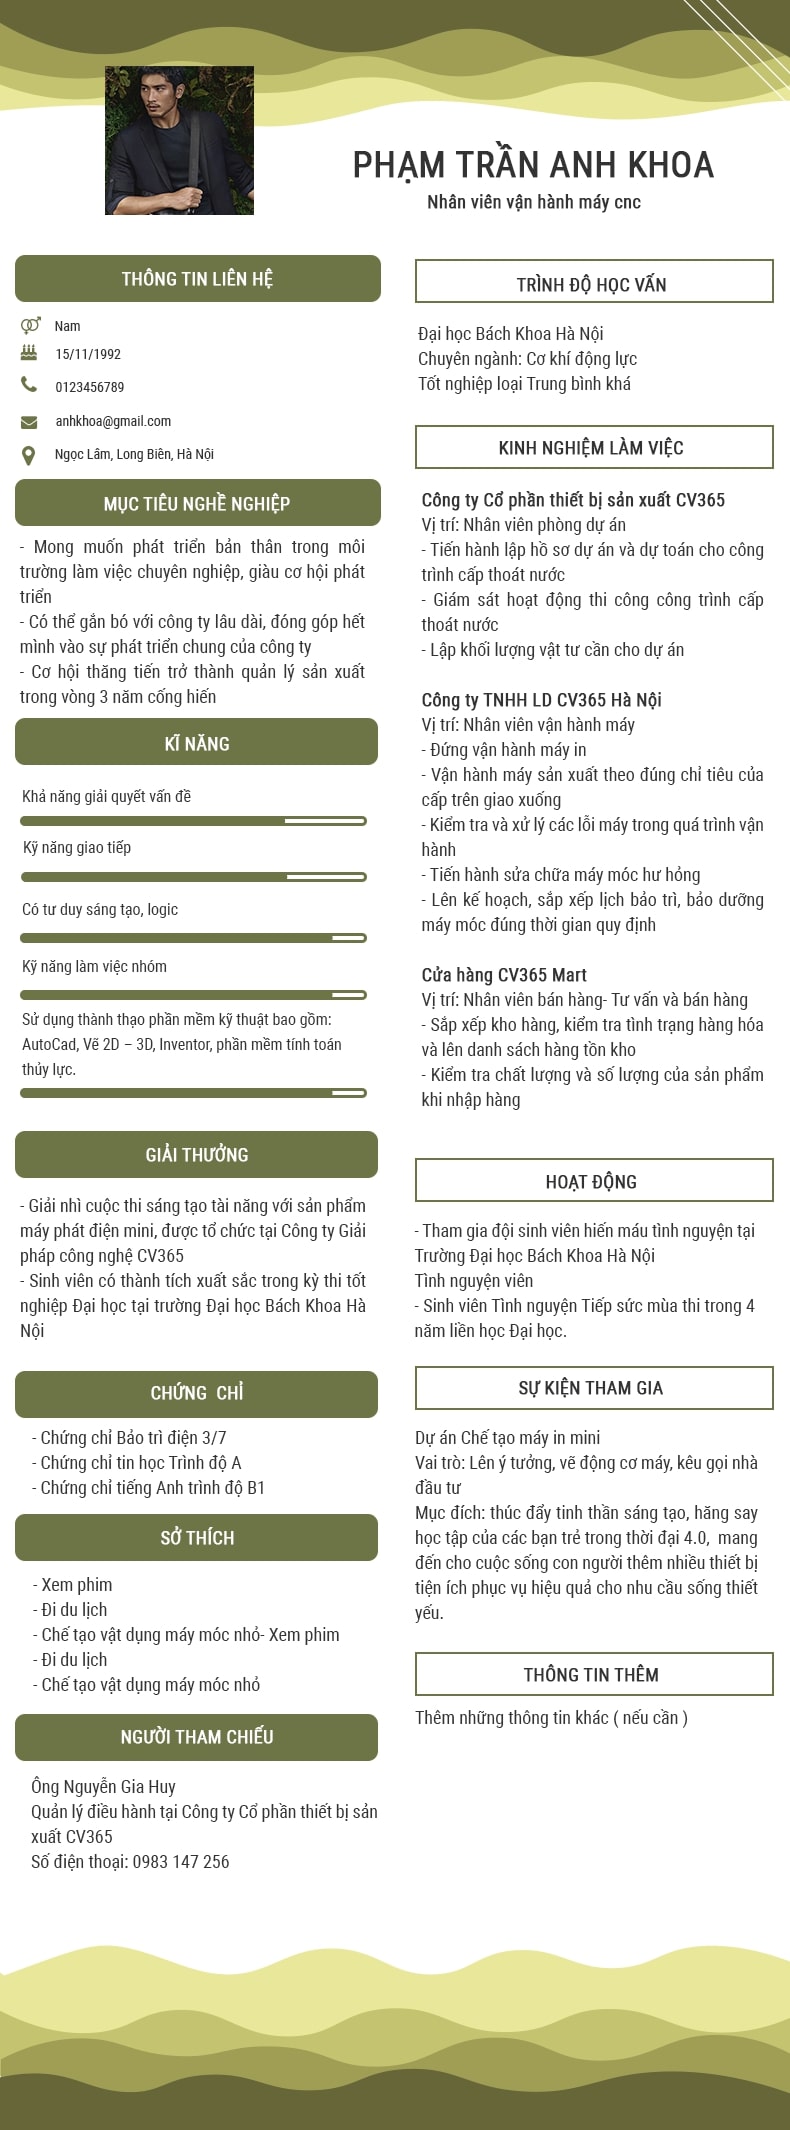 PHẠM TRẦN ANH KHOA
Nhân viên vận hành máy cnc
THÔNG TIN LIÊN HỆ
Nam
15/11/1992
0123456789
anhkhoa@gmail.com
Ngọc Lâm, Long Biên, Hà Nội
MỤC TIÊU NGHỀ NGHIỆP
- Mong muốn phát triển bản thân trong môi
trường làm việc chuyên nghiệp, giàu cơ hội phát
triển
- Có thể gắn bó với công ty lâu dài, đóng góp hết
mình vào sự phát triển chung của công ty
- Cơ hội thăng tiến trở thành quản lý sản xuất
trong vòng 3 năm cống hiến
KĨ NĂNG
Khả năng giải quyết vấn đề
Kỹ năng giao tiếp
Có tư duy sáng tạo, logic
Kỹ năng làm việc nhóm
Sử dụng thành thạo phần mềm kỹ thuật bao gồm:
AutoCad, Vẽ 2D – 3D, Inventor, phần mềm tính toán
thủy lực.
GIẢI THƯỞNG
- Giải nhì cuộc thi sáng tạo tài năng với sản phẩm
máy phát điện mini, được tổ chức tại Công ty Giải
pháp công nghệ CV365
- Sinh viên có thành tích xuất sắc trong kỳ thi tốt
nghiệp Đại học tại trường Đại học Bách Khoa Hà
Nội
CHỨNG CHỈ
- Chứng chỉ Bảo trì điện 3/7
- Chứng chỉ tin học Trình độ A
- Chứng chỉ tiếng Anh trình độ B1
SỞ THÍCH
- Xem phim
- Đi du lịch
- Chế tạo vật dụng máy móc nhỏ- Xem phim
- Đi du lịch
- Chế tạo vật dụng máy móc nhỏ
NGƯỜI THAM CHIẾU
Ông Nguyễn Gia Huy
Quản lý điều hành tại Công ty Cổ phần thiết bị sản
xuất CV365
Số điện thoại: 0983 147 256
TRÌNH ĐỘ HỌC VẤN
Đại học Bách Khoa Hà Nội
Chuyên ngành: Cơ khí động lực
Tốt nghiệp loại Trung bình khá
KINH NGHIỆM LÀM VIỆC
Công ty Cổ phần thiết bị sản xuất CV365
Vị trí: Nhân viên phòng dự án
- Tiến hành lập hồ sơ dự án và dự toán cho công
trình cấp thoát nước
- Giám sát hoạt động thi công công trình cấp
thoát nước
- Lập khối lượng vật tư cần cho dự án
Công ty TNHH LD CV365 Hà Nội
Vị trí: Nhân viên vận hành máy
- Đứng vận hành máy in
- Vận hành máy sản xuất theo đúng chỉ tiêu của
cấp trên giao xuống
- Kiểm tra và xử lý các lỗi máy trong quá trình vận
hành
- Tiến hành sửa chữa máy móc hư hỏng
- Lên kế hoạch, sắp xếp lịch bảo trì, bảo dưỡng
máy móc đúng thời gian quy định
Cửa hàng CV365 Mart
Vị trí: Nhân viên bán hàng- Tư vấn và bán hàng
- Sắp xếp kho hàng, kiểm tra tình trạng hàng hóa
và lên danh sách hàng tồn kho
- Kiểm tra chất lượng và số lượng của sản phẩm
khi nhập hàng
HOẠT ĐỘNG
- Tham gia đội sinh viên hiến máu tình nguyện tại
Trường Đại học Bách Khoa Hà Nội
Tình nguyện viên
- Sinh viên Tình nguyện Tiếp sức mùa thi trong 4
năm liền học Đại học.
SỰ KIỆN THAM GIA
Dự án Chế tạo máy in mini
Vai trò: Lên ý tưởng, vẽ động cơ máy, kêu gọi nhà
đầu tư
Mục đích: thúc đẩy tinh thần sáng tạo, hăng say
học tập của các bạn trẻ trong thời đại 4.0, mang
đến cho cuộc sống con người thêm nhiều thiết bị
tiện ích phục vụ hiệu quả cho nhu cầu sống thiết
yếu.
THÔNG TIN THÊM
Thêm những thông tin khác ( nếu cần )